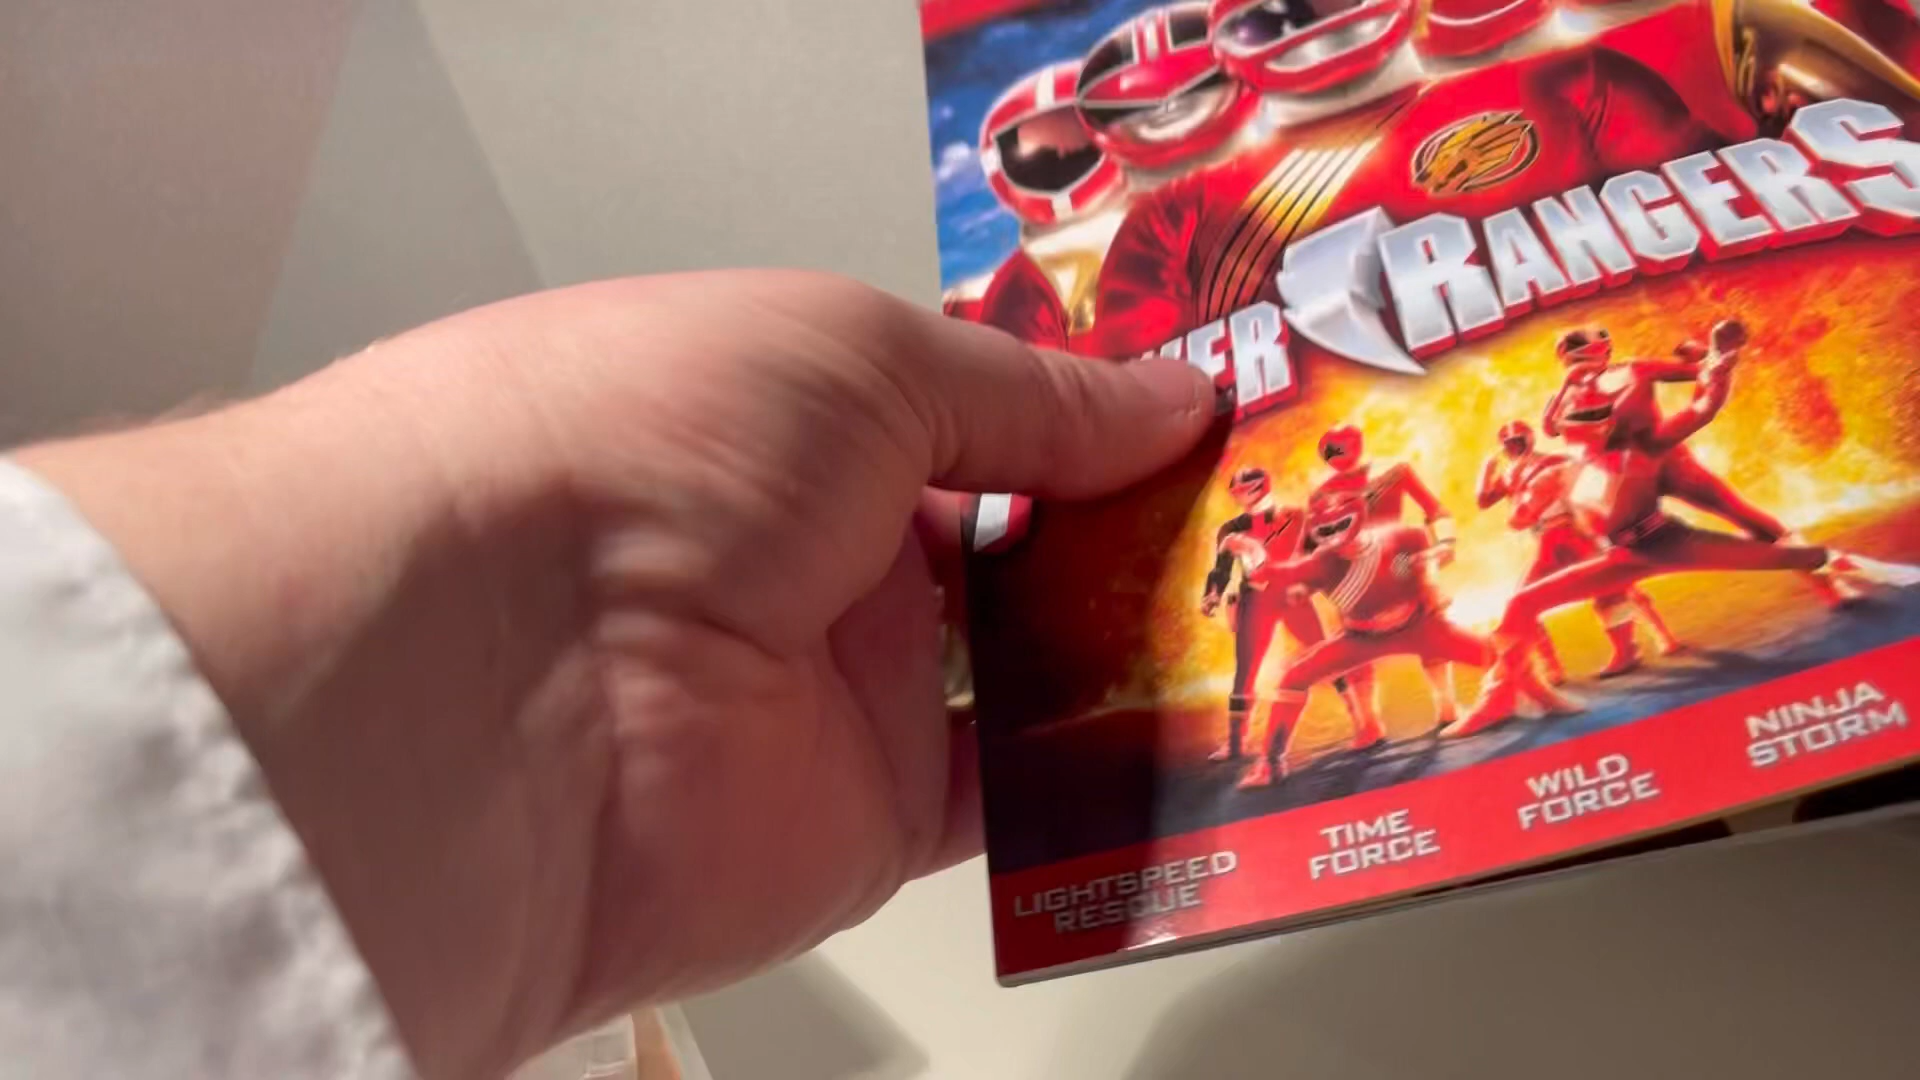 RANGERS
LIGHTSPEED
RESCUE
TIME
FORCE
WILD
FORCE
NINJA
STORM